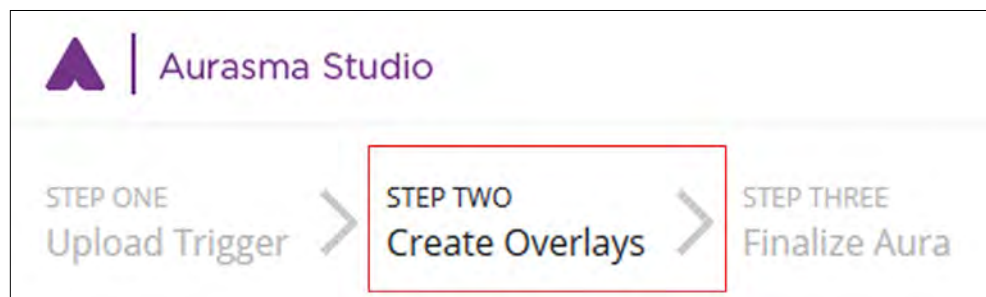 Aurasma Studio
STEP ONE
Upload Trigger
STEP TWO
Create Overlays
STEP THREE
Finalize Aura